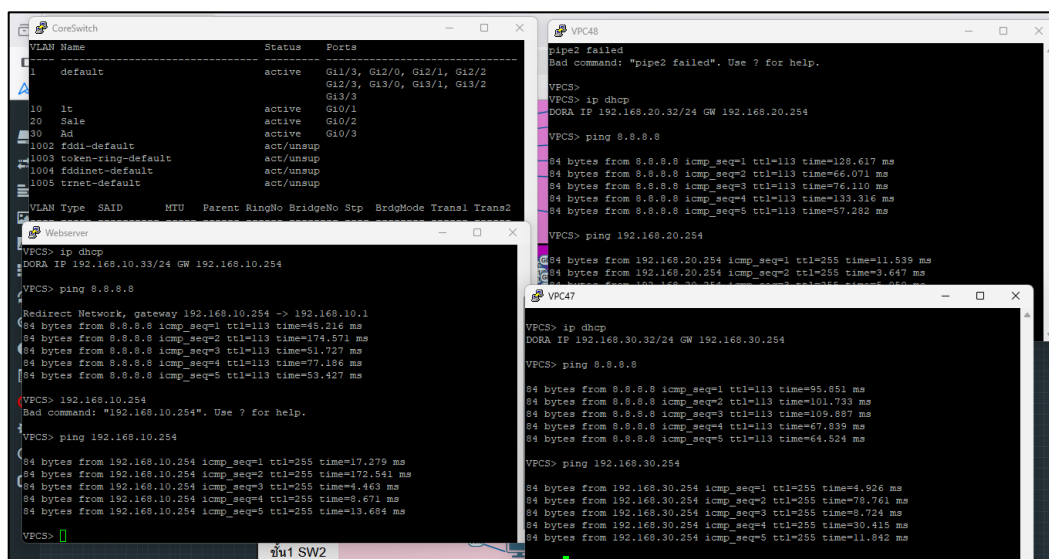 CoreSwitch
VLAN Name Status Ports
---- -------------------------------- --------- -------------------------------
1 default active Gi1/3, Gi2/0, Gi2/1, Gi2/2
Gi2/3, Gi3/0, Gi3/1, Gi3/2
Gi3/3
10 lt active Gi0/1
20 Sale active Gi0/2
30 Ad active Gi0/3
1002 fddi-default act/unsup
1003 token-ring-default act/unsup
1004 fddinet-default act/unsup
1005 trnet-default act/unsup
VLAN Type SAID MTU Parent RingNo BridgeNo Stp BrdgMode Trans1 Trans2
VPC48
pipe2 failed
Bad command: "pipe2 failed". Use ? for help.
VPCS>
VPCS> ip dhcp
DORA IP 192.168.20.32/24 GW 192.168.20.254
VPCS> ping 8.8.8.8
84 bytes from 8.8.8.8 icmp_seq=1 ttl=113 time=128.617 ms
84 bytes from 8.8.8.8 icmp_seq=2 ttl=113 time=66.071 ms
84 bytes from 8.8.8.8 icmp_seq=3 ttl=113 time=76.110 ms
84 bytes from 8.8.8.8 icmp_seq=4 ttl=113 time=133.316 ms
84 bytes from 8.8.8.8 icmp_seq=5 ttl=113 time=57.282 ms
VPCS> ping 192.168.20.254
84 bytes from 192.168.20.254 icmp_seq=1 ttl=255 time=11.539 ms
84 bytes from 192.168.20.254 icmp_seq=2 ttl=255 time=3.647 ms
Webserver
VPCS> ip dhcp
DORA IP 192.168.10.33/24 GW 192.168.10.254
VPCS> ping 8.8.8.8
Redirect Network, gateway 192.168.10.254 -> 192.168.10.1
84 bytes from 8.8.8.8 icmp_seq=1 ttl=113 time=45.216 ms
84 bytes from 8.8.8.8 icmp_seq=2 ttl=113 time=174.571 ms
84 bytes from 8.8.8.8 icmp_seq=3 ttl=113 time=51.727 ms
84 bytes from 8.8.8.8 icmp_seq=4 ttl=113 time=77.186 ms
84 bytes from 8.8.8.8 icmp_seq=5 ttl=113 time=53.427 ms
VPCS> 192.168.10.254
Bad command: "192.168.10.254". Use ? for help.
VPCS> ping 192.168.10.254
84 bytes from 192.168.10.254 icmp_seq=1 ttl=255 time=17.279 ms
84 bytes from 192.168.10.254 icmp_seq=2 ttl=255 time=172.541 ms
84 bytes from 192.168.10.254 icmp_seq=3 ttl=255 time=4.463 ms
84 bytes from 192.168.10.254 icmp_seq=4 ttl=255 time=8.671 ms
84 bytes from 192.168.10.254 icmp_seq=5 ttl=255 time=13.684 ms
VPCS>
VPC47
VPCS> ip dhcp
DORA IP 192.168.30.32/24 GW 192.168.30.254
VPCS> ping 8.8.8.8
84 bytes from 8.8.8.8 icmp_seq=1 ttl=113 time=95.851 ms
84 bytes from 8.8.8.8 icmp_seq=2 ttl=113 time=101.733 ms
84 bytes from 8.8.8.8 icmp_seq=3 ttl=113 time=109.887 ms
84 bytes from 8.8.8.8 icmp_seq=4 ttl=113 time=67.839 ms
84 bytes from 8.8.8.8 icmp_seq=5 ttl=113 time=64.524 ms
VPCS> ping 192.168.30.254
84 bytes from 192.168.30.254 icmp_seq=1 ttl=255 time=4.926 ms
84 bytes from 192.168.30.254 icmp_seq=2 ttl=255 time=78.761 ms
84 bytes from 192.168.30.254 icmp_seq=3 ttl=255 time=8.724 ms
84 bytes from 192.168.30.254 icmp_seq=4 ttl=255 time=30.415 ms
84 bytes from 192.168.30.254 icmp_seq=5 ttl=255 time=11.842 ms
ชั้น1 SW2